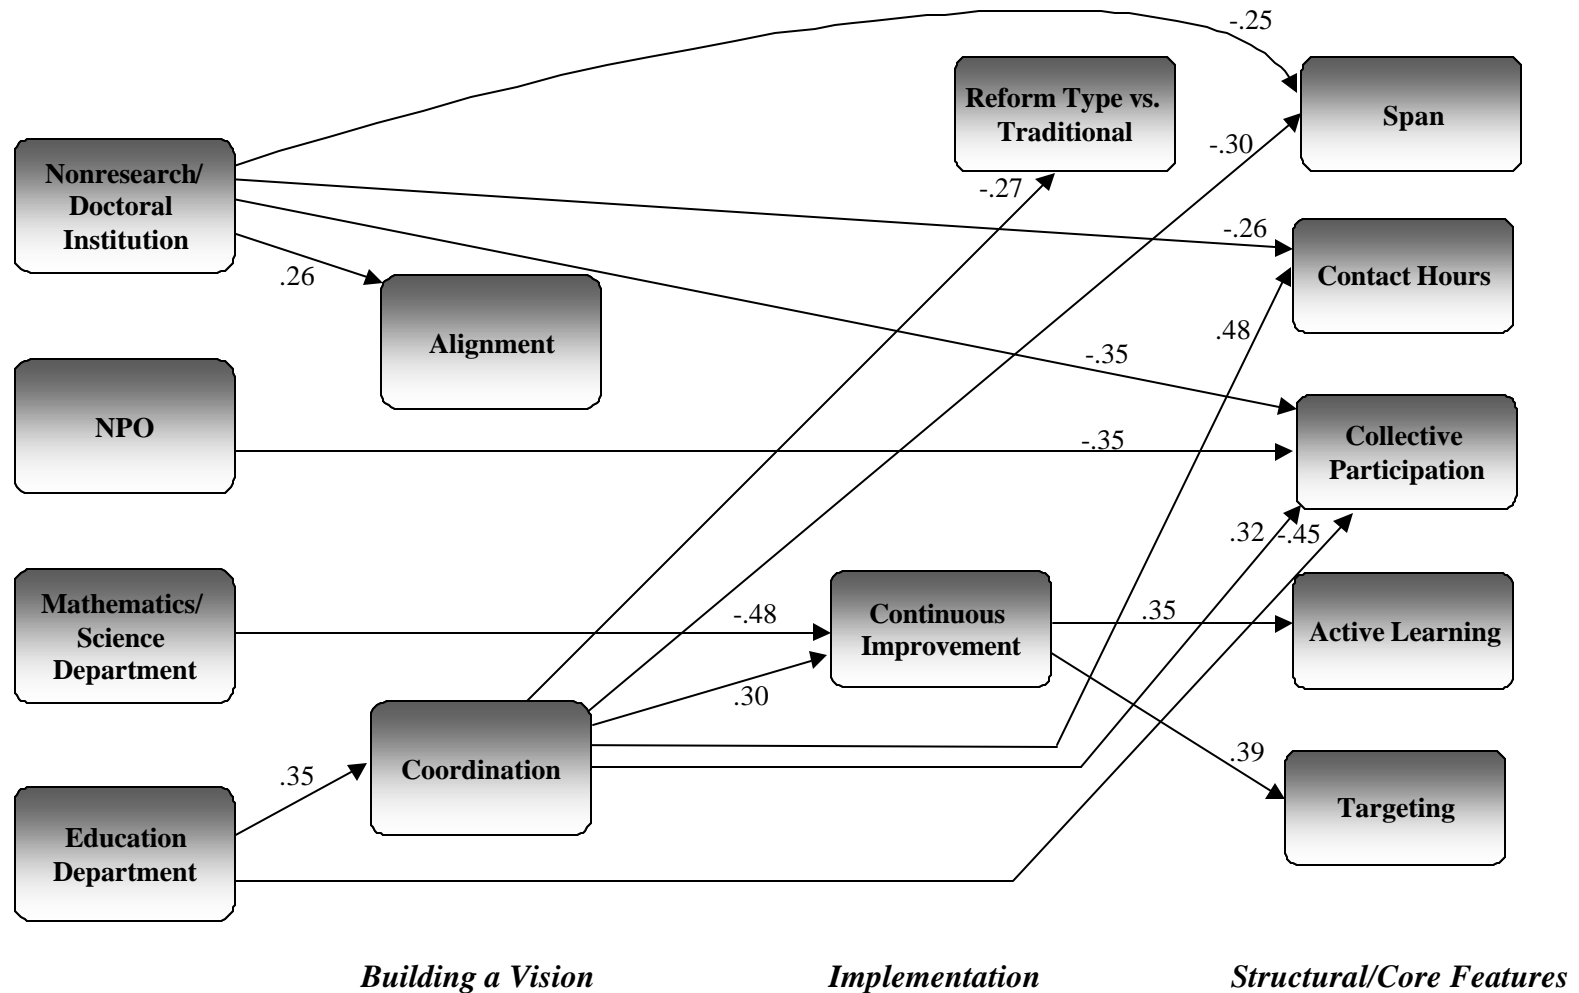 -.25
Reform Type vs.
Traditional
Span
-.30
Nonresearch/
Doctoral
Institution
-.27
-.26
Contact Hours
.26
Alignment
.48
-.35
NPO
-.35
Collective
Participation
.32
-.45
Mathematics/
Science
Department
-.48
Continuous
Improvement
.35
Active Learning
.30
Coordination
.35
.39
Targeting
Education
Department
Building a Vision
Implementation
Structural/Core Features